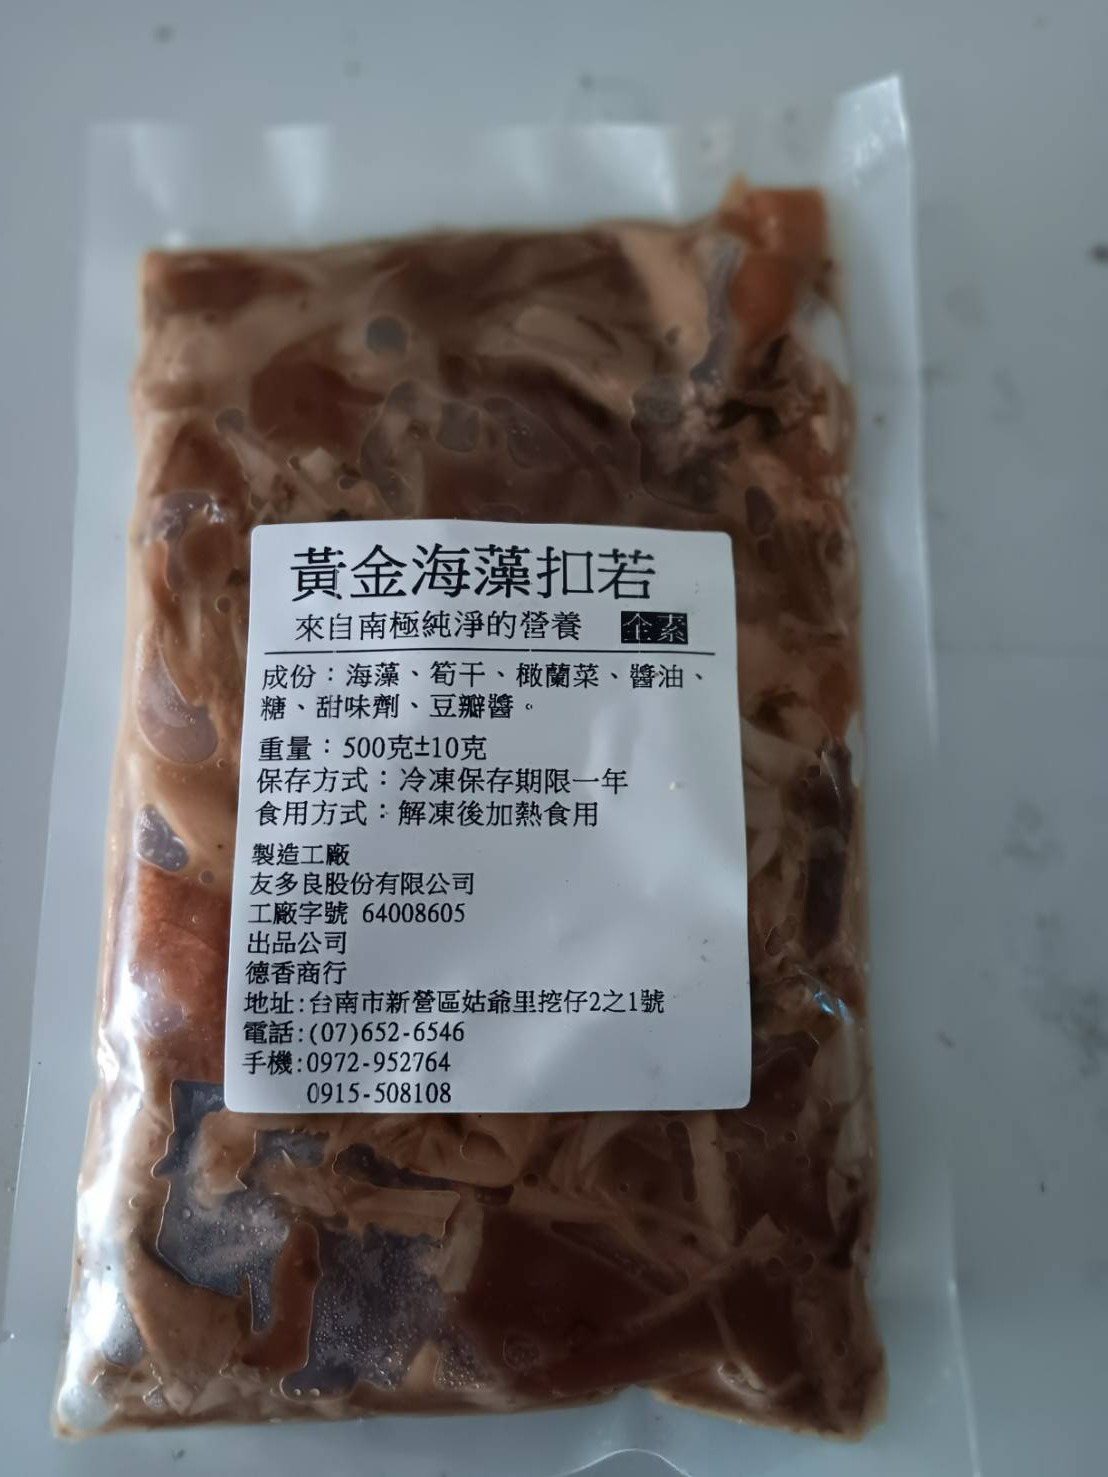 黃金海藻扣若
來自南極純淨的營養 全素
成份：海藻、筍干、橄蘭菜、醬油、
糖、甜味劑、豆瓣醬。
重量：500克±10克
保存方式：冷凍保存期限一年
食用方式：解凍後加熱食用
製造工廠
友多良股份有限公司
工廠字號 64008605
出品公司
德香商行
地址:台南市新營區姑爺里挖仔2之1號
電話:(07)652-6546
手機:0972-952764
0915-508108